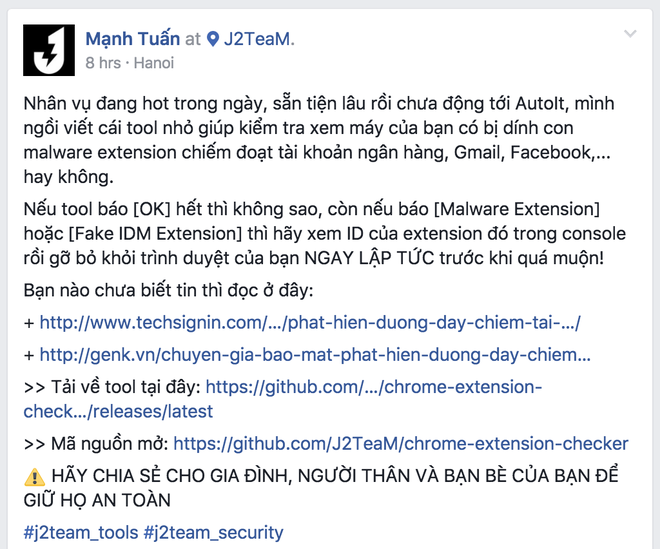 Mạnh Tuấn at J2TeaM.
8 hrs · Hanoi
Nhân vụ đang hot trong ngày, sẵn tiện lâu rồi chưa động tới AutoIt, mình
ngồi viết cái tool nhỏ giúp kiểm tra xem máy của bạn có bị dính con
malware extension chiếm đoạt tài khoản ngân hàng, Gmail, Facebook,...
hay không.
Nếu tool báo [OK] hết thì không sao, còn nếu báo [Malware Extension]
hoặc [Fake IDM Extension] thì hãy xem ID của extension đó trong console
rồi gỡ bỏ khỏi trình duyệt của bạn NGAY LẬP TỨC trước khi quá muộn!
Bạn nào chưa biết tin thì đọc ở đây:
+ http://www.techsignin.com/.../phat-hien-duong-day-chiem-tai-.../
+ http://genk.vn/chuyen-gia-bao-mat-phat-hien-duong-day-chiem...
>> Tải về tool tại đây: https://github.com/.../chrome-extension-
check.../releases/latest
>> Mã nguồn mở: https://github.com/J2TeaM/chrome-extension-checker
⚠️ HÃY CHIA SẺ CHO GIA ĐÌNH, NGƯỜI THÂN VÀ BẠN BÈ CỦA BẠN ĐỂ
GIỮ HỌ AN TOÀN
#j2team_tools #j2team_security